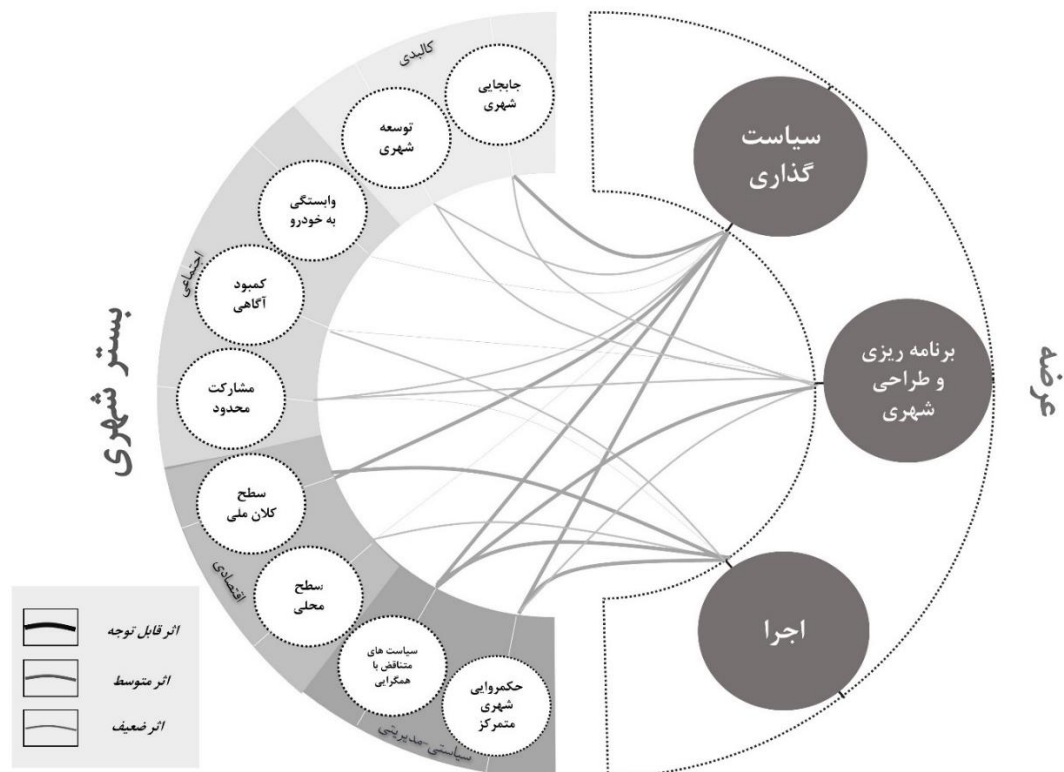 کالبدی
جابجایی
شهری
توسعه
شهری
اجتماعی
وابستگی
به خودرو
کمبود
آگاهی
مشارکت
محدود
اقتصادی
سطح
کلان ملی
سطح
محلی
سیاستی-مدیریتی
سیاست های
متناقض با
همگرایی
حکمروایی
شهری
متمرکز
بستر شهری
سیاست
گذاری
برنامه ریزی
و طراحی
شهری
اجرا
عرضه
اثر قابل توجه
اثر متوسط
اثر ضعیف